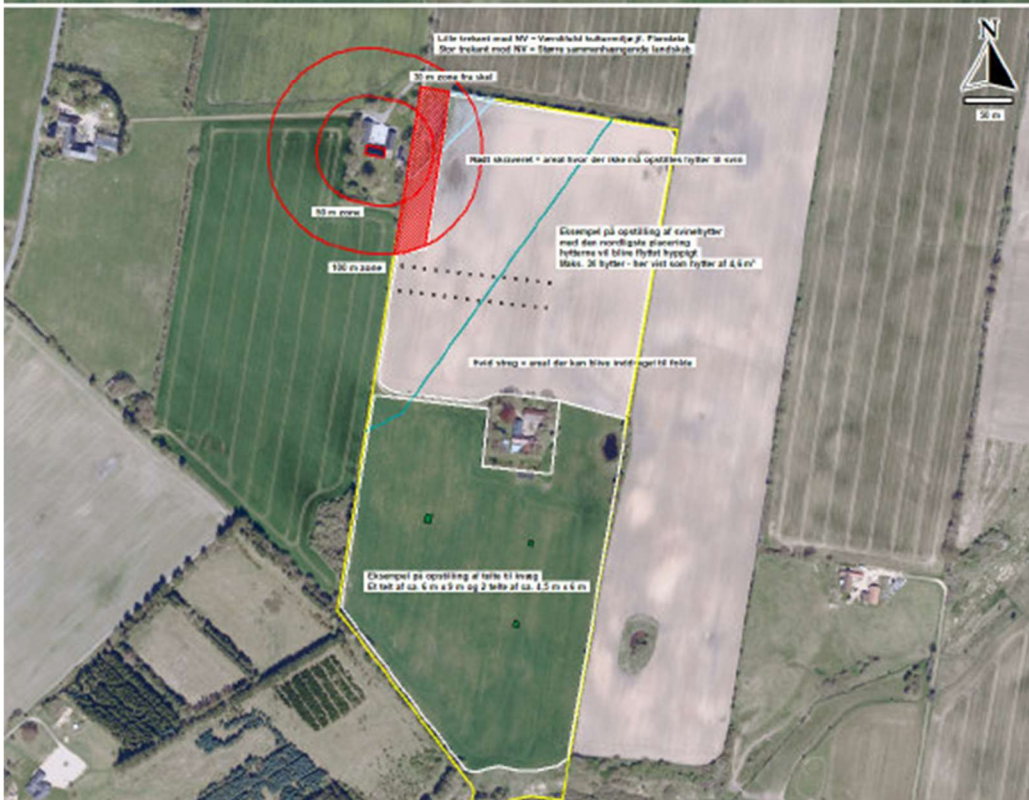 Lille trekant mod NV = Værdifuld kulturmiljø jf. Plandata
Stor trekant mod NV = Større sammenhængende landskab
N
30 m zone fra skel
50 m
Rødt skraveret = areal hvor der ikke må opstilles hytter til svin
50 m zone
Eksempel på opstilling af svinehytter
med den nordligste placering
hytterne vil blive flyttet hyppigt
Maks. 26 hytter - her vist som hytter af 4,6 m²
100 m zone
Hvid streg = areal der kan blive inddraget til folde
Eksempel på opstilling af telte til kvæg
Et telt af ca. 6 m x 9 m og 2 telte af ca. 4,5 m x 6 m